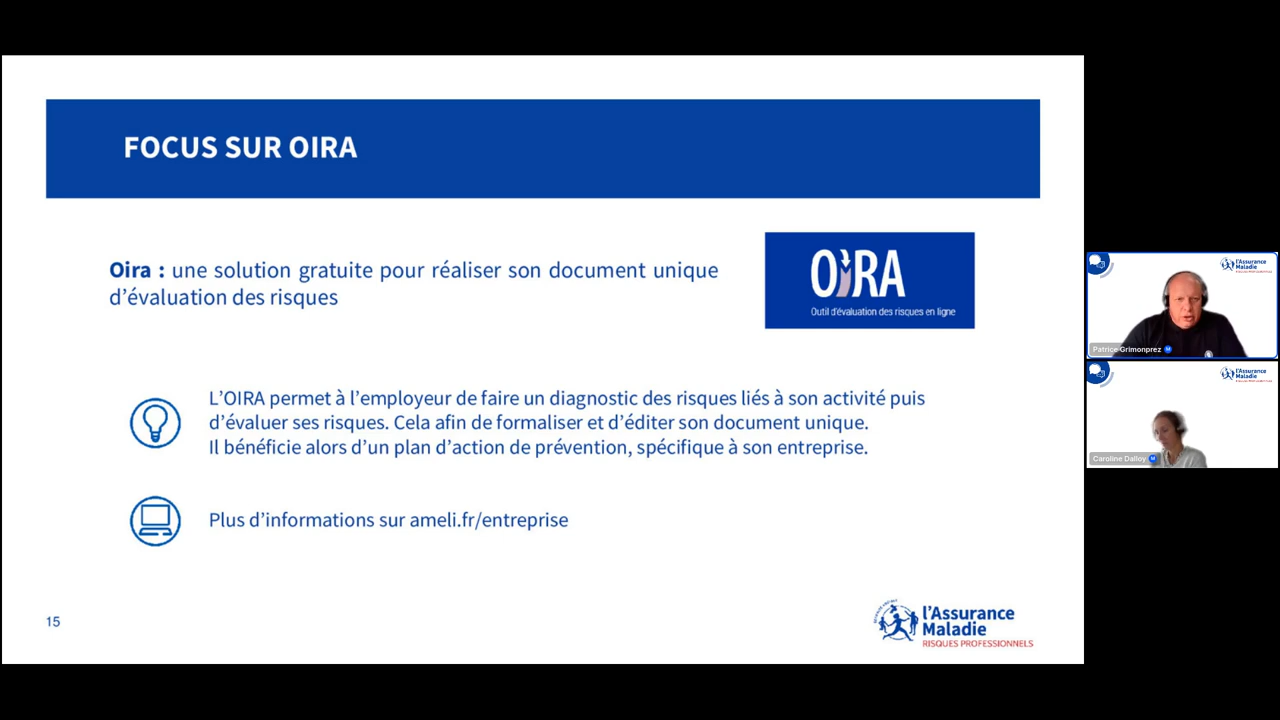 FOCUS SUR OIRA
Oira : une solution gratuite pour réaliser son document unique
d’évaluation des risques
OiRA
Outil d'évaluation des risques en ligne
L’OIRA permet à l’employeur de faire un diagnostic des risques liés à son activité puis
d’évaluer ses risques. Cela afin de formaliser et d’éditer son document unique.
Il bénéficie alors d’un plan d’action de prévention, spécifique à son entreprise.
Plus d’informations sur ameli.fr/entreprise
15
l’Assurance
Maladie
RISQUES PROFESSIONNELS
l’Assurance
Maladie
Patrice Grimonprez
l’Assurance
Maladie
Caroline Dalloy